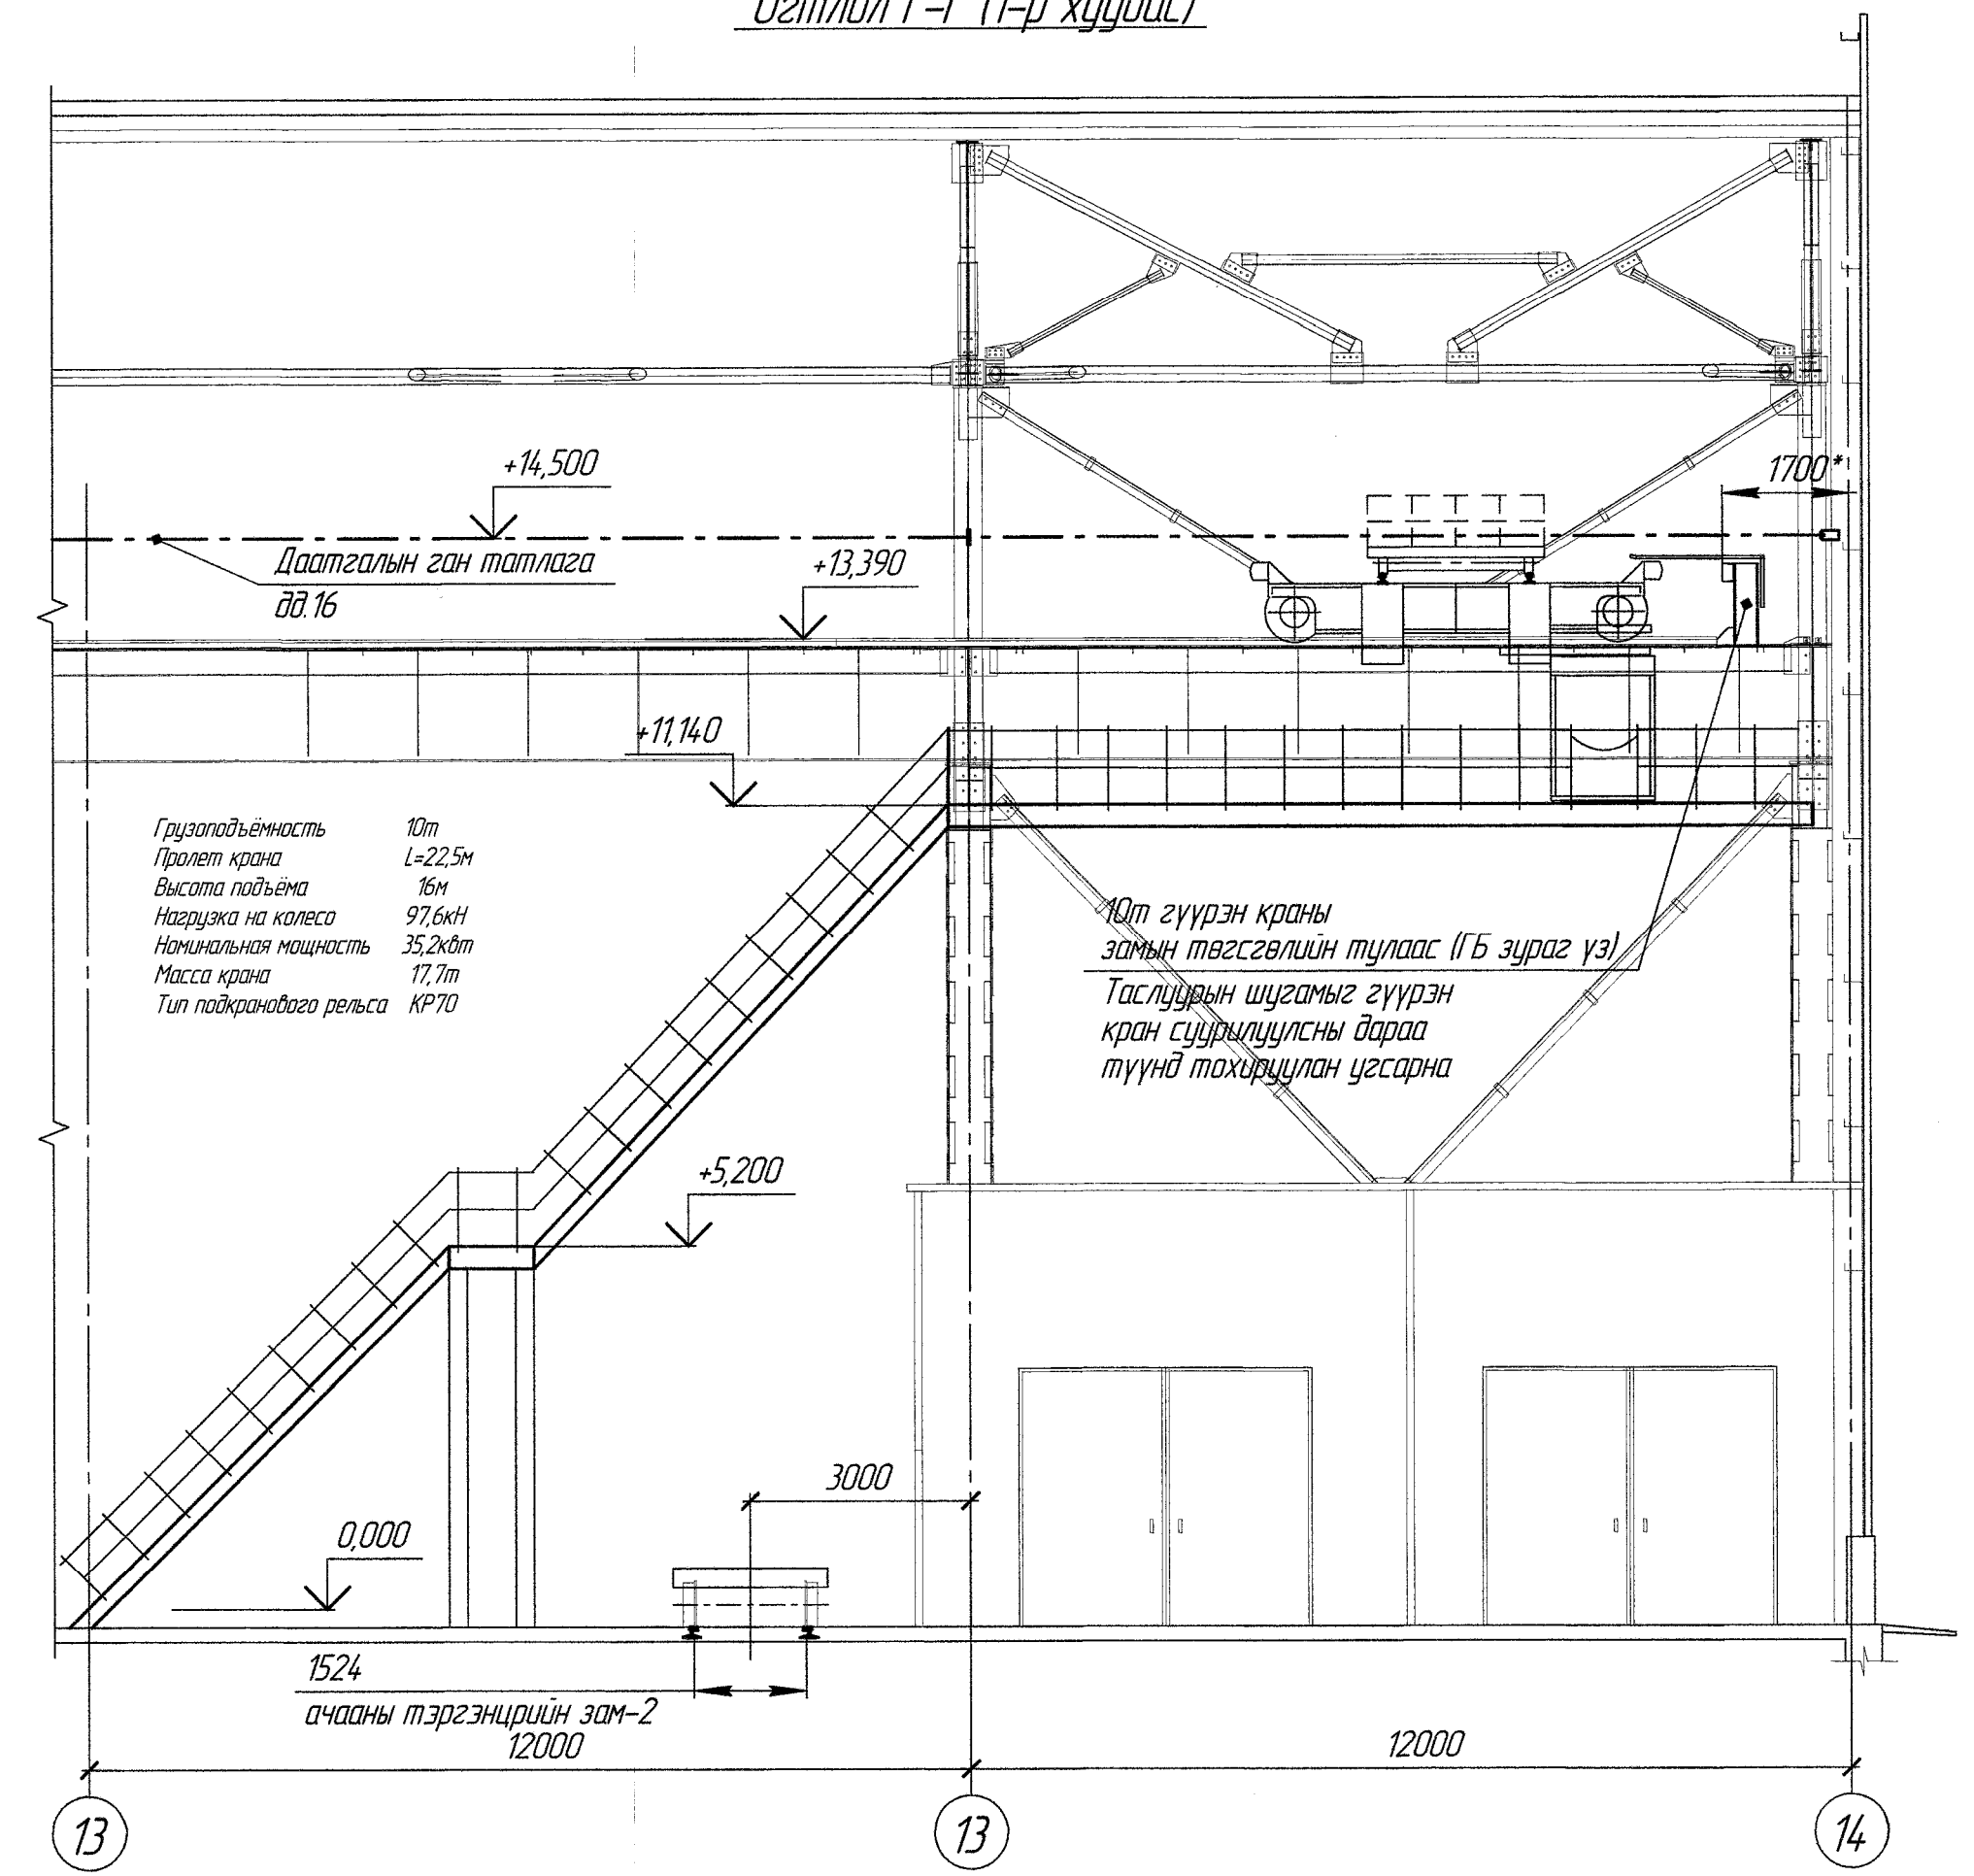 Огтлол Г-Г (1-р хуудас)
+14,500
1700*
Даатгалын ган татлага
дд.16
+13,390
+11,140
Грузоподъёмность 10т
Пролет крана L=22,5м
Высота подъёма 16м
Нагрузка на колесо 97,6кН
Номинальная мощность 35,2квт
Масса крана 17,7т
Тип подкранового рельса КР70
10т гүүрэн краны
замын төгсгөлийн тулаас (ГБ зураг үз)
Таслуурын шугамыг гүүрэн
кран суурилуулсны дараа
түүнд тохируулан угсарна
+5,200
3000
0,000
1524
ачааны тэргэнцрийн зам-2
12000
12000
13
13
14